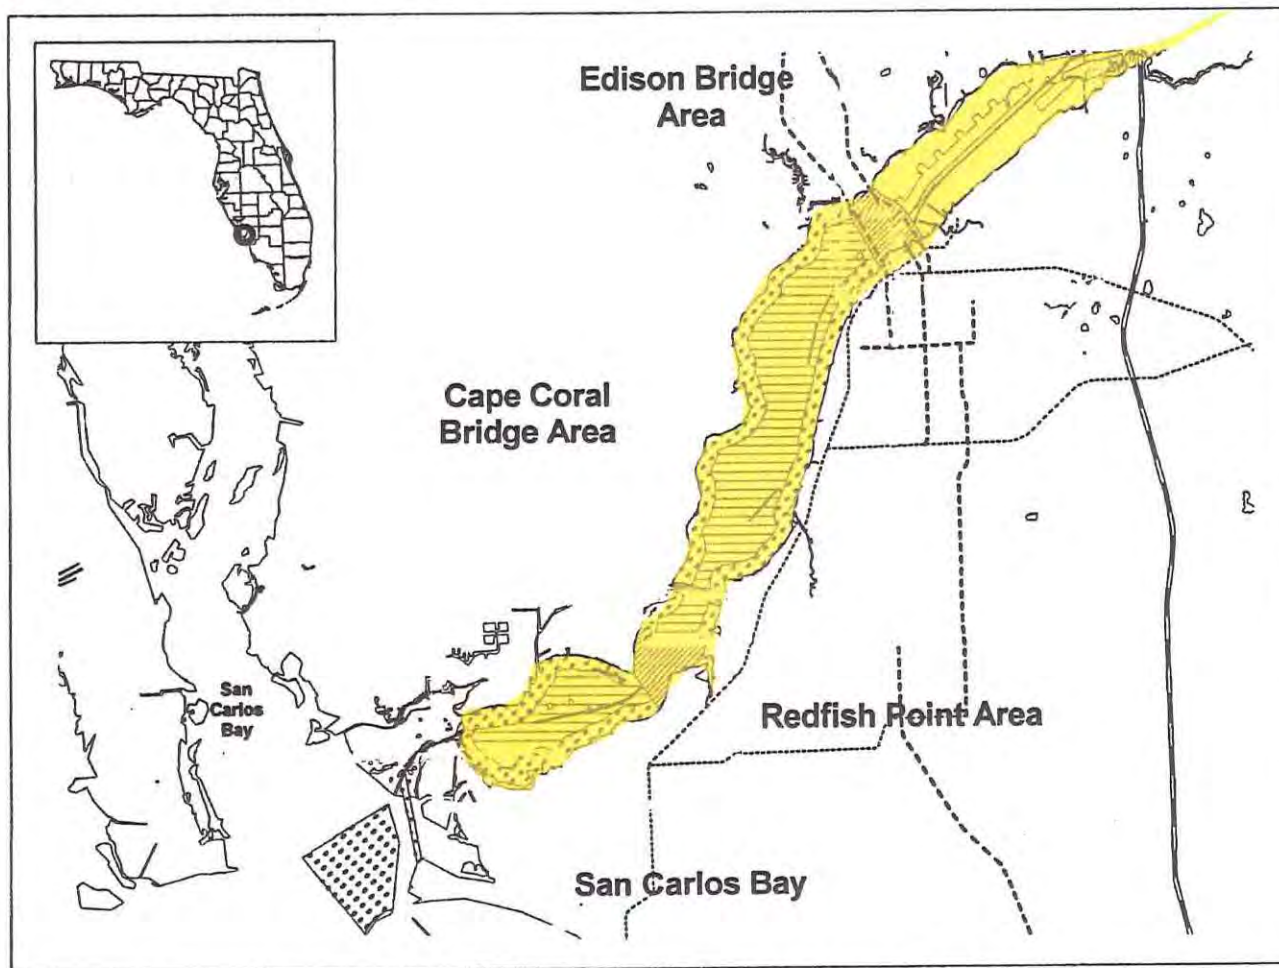 Edison Bridge
Area
Cape Coral
Bridge Area
San
Carlos
Bay
Redfish Point Area
San Carlos Bay